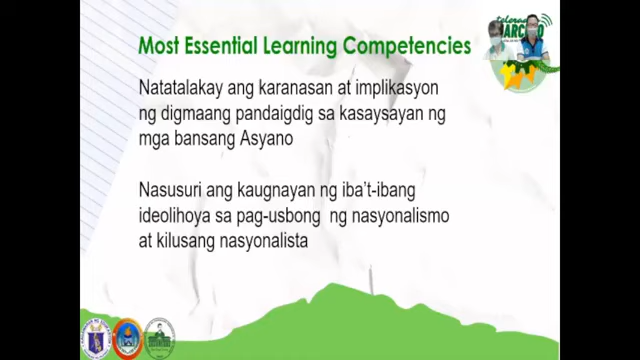 Most Essential Learning Competencies
Natatalakay ang karanasan at implikasyon
ng digmaang pandaigdig sa kasaysayan ng
mga bansang Asyano
Nasusuri ang kaugnayan ng iba't-ibang
ideolihoya sa pag-usbong ng nasyonalismo
at kilusang nasyonalista